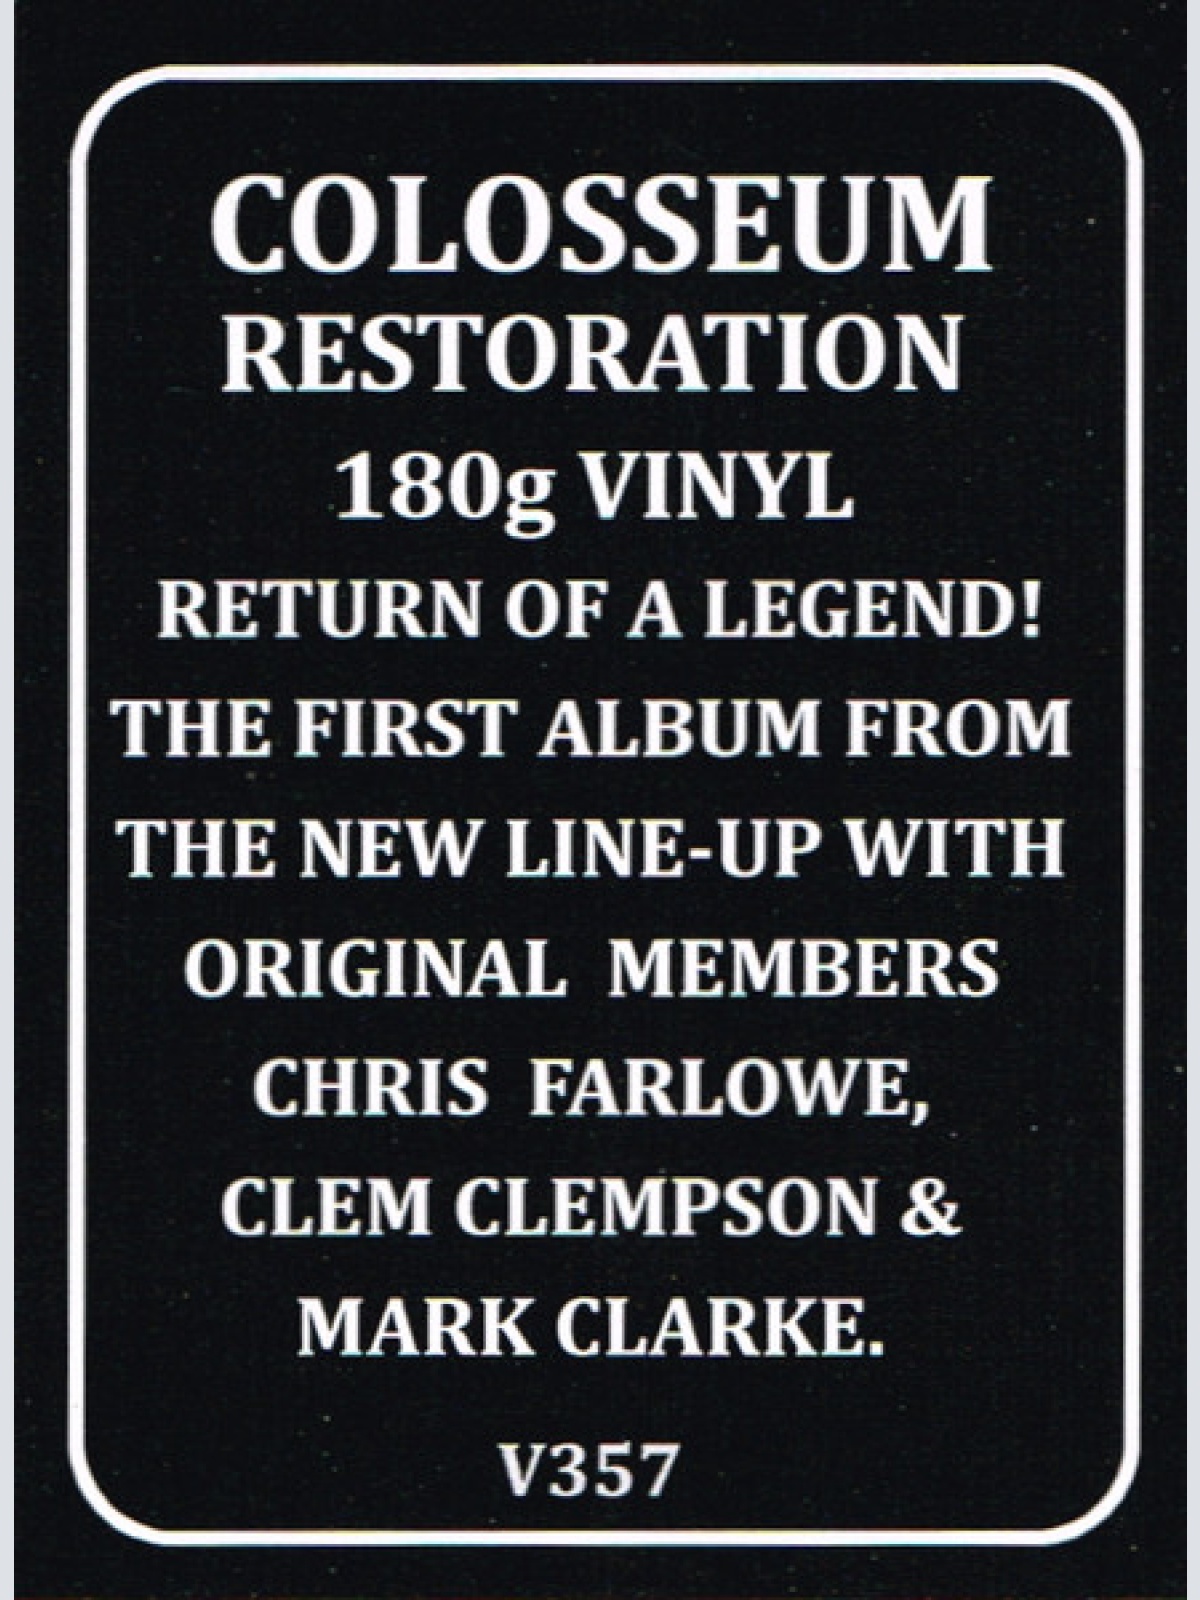 COLOSSEUM
RESTORATION
180g VINYL
RETURN OF A LEGEND!
THE FIRST ALBUM FROM
THE NEW LINE-UP WITH
ORIGINAL MEMBERS
CHRIS FARLOWE,
CLEM CLEMPSON &
MARK CLARKE.
V357